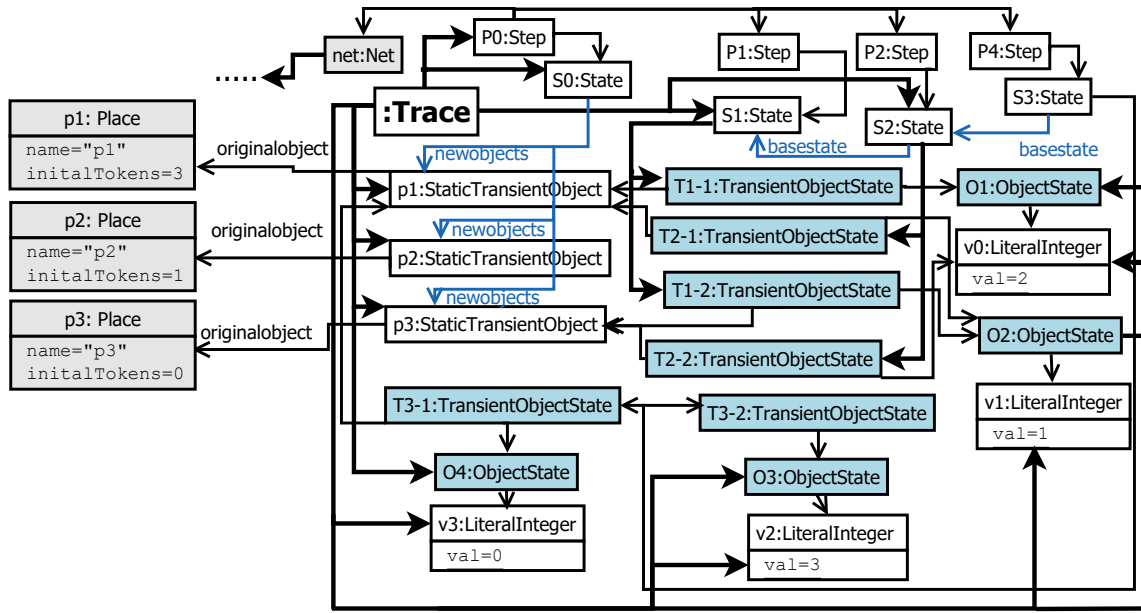 P0:Step
P1:Step
P2:Step
P4:Step
net:Net
S0:State
S3:State
.....
:Trace
S1:State
S2:State
p1: Place
name="p1"
initalTokens=3
originalobject
newobjects
basestate
basestate
p1:StaticTransientObject
T1-1:TransientObjectState
O1:ObjectState
p2: Place
name="p2"
initalTokens=1
originalobject
newobjects
p2:StaticTransientObject
T2-1:TransientObjectState
v0:LiteralInteger
val=2
T1-2:TransientObjectState
newobjects
p3: Place
name="p3"
initalTokens=0
originalobject
p3:StaticTransientObject
T2-2:TransientObjectState
O2:ObjectState
T3-1:TransientObjectState
T3-2:TransientObjectState
v1:LiteralInteger
val=1
O4:ObjectState
O3:ObjectState
v3:LiteralInteger
val=0
v2:LiteralInteger
val=3